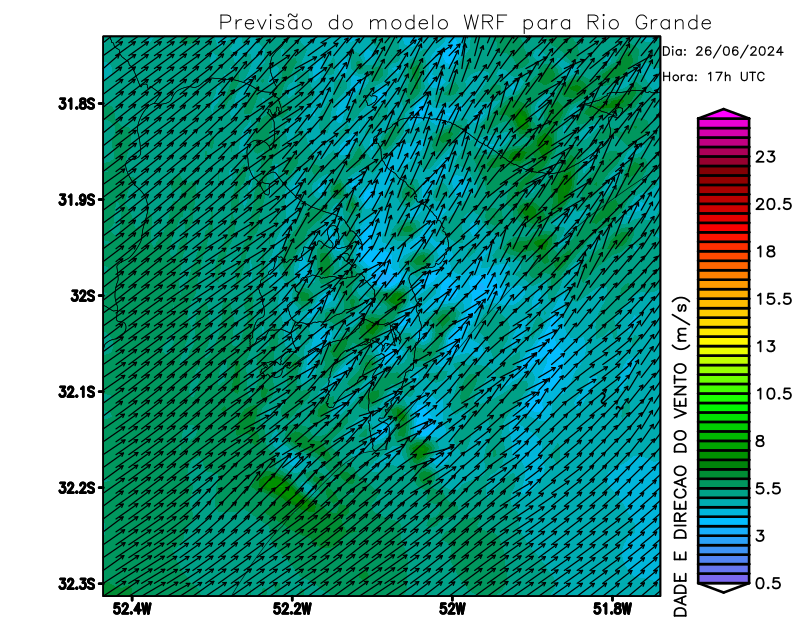 Previsão do modelo WRF para Rio Grande
Dia: 26/06/2024
Hora: 17h UTC
31.8S
31.9S
32S
32.1S
32.2S
32.3S
52.4W
52.2W
52W
51.8W
DADE E DIRECAO DO VENTO (m/s)
23
20.5
18
15.5
13
10.5
8
5.5
3
0.5